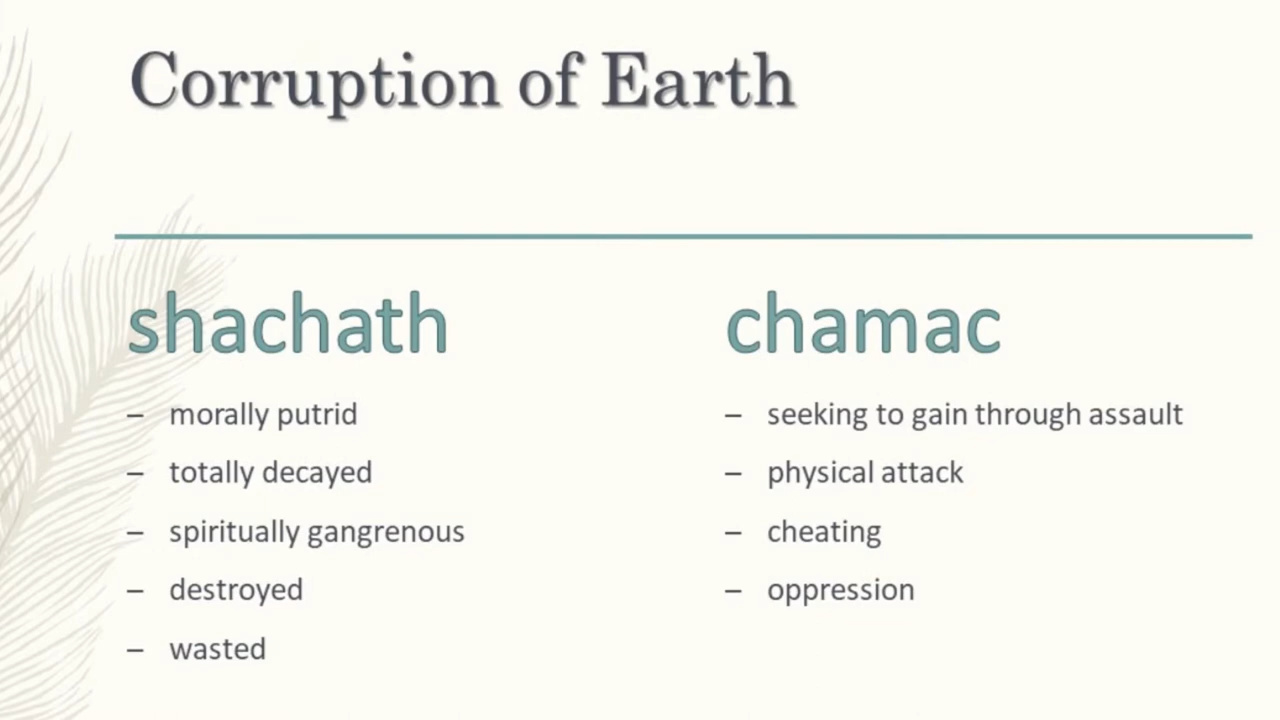 Corruption of Earth
shachath
– morally putrid
– totally decayed
– spiritually gangrenous
– destroyed
– wasted
chamac
– seeking to gain through assault
– physical attack
– cheating
– oppression